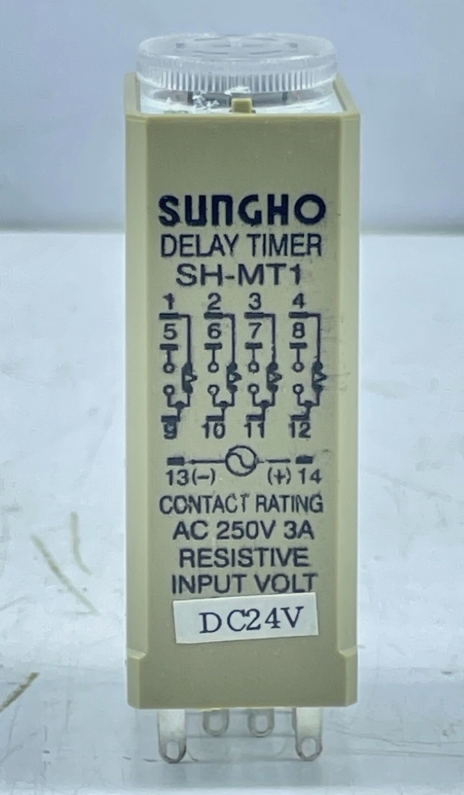 SUNGHO
DELAY TIMER
SH-MT1
1 2 3 4
5 6 7 8
9 10 11 12
13(-) (+) 14
CONTACT RATING
AC 250V 3A
RESISTIVE
INPUT VOLT
DC24V